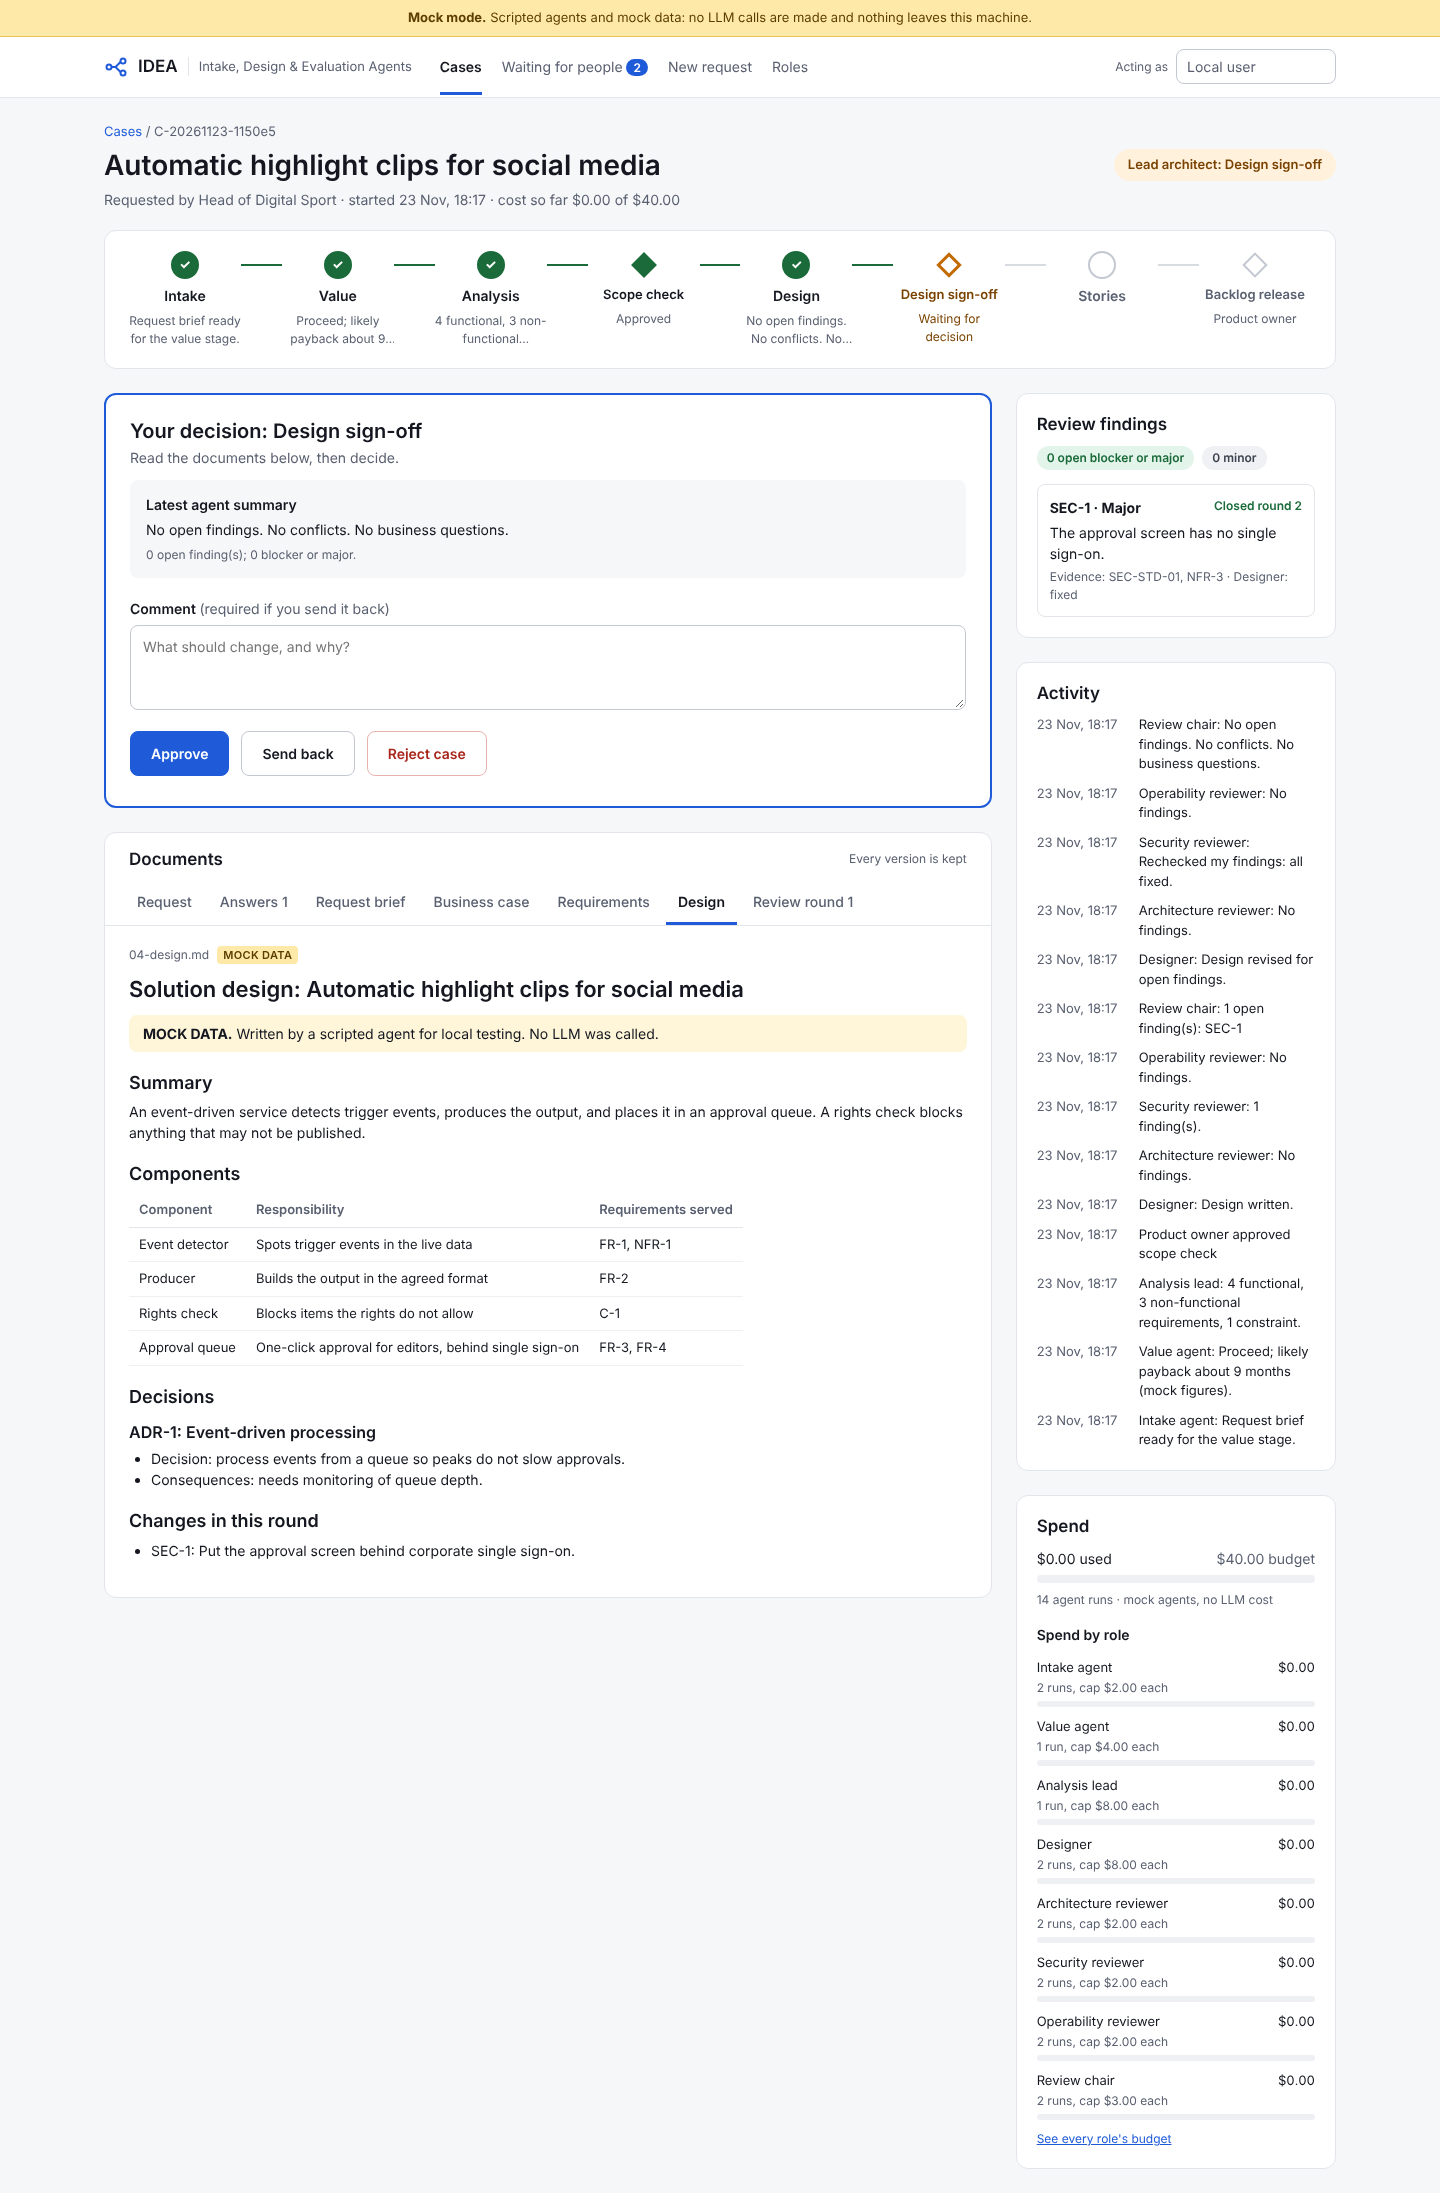 Mock mode. Scripted agents and mock data: no LLM calls are made and nothing leaves this machine.
IDEA
Intake, Design & Evaluation Agents
Cases
Waiting for people 2
New request
Roles
Acting as
Local user
Cases / C-20261123-1150e5
Automatic highlight clips for social media
Lead architect: Design sign-off
Requested by Head of Digital Sport · started 23 Nov, 18:17 · cost so far $0.00 of $40.00
Intake
Request brief ready
for the value stage.
Value
Proceed; likely
payback about 9…
Analysis
4 functional, 3 non-
functional…
Scope check
Approved
Design
No open findings.
No conflicts. No…
Design sign-off
Waiting for
decision
Stories
Backlog release
Product owner
Your decision: Design sign-off
Read the documents below, then decide.
Latest agent summary
No open findings. No conflicts. No business questions.
0 open finding(s); 0 blocker or major.
Comment (required if you send it back)
What should change, and why?
Approve
Send back
Reject case
Documents
Every version is kept
Request
Answers 1
Request brief
Business case
Requirements
Design
Review round 1
04-design.md
MOCK DATA
Solution design: Automatic highlight clips for social media
MOCK DATA. Written by a scripted agent for local testing. No LLM was called.
Summary
An event-driven service detects trigger events, produces the output, and places it in an approval queue. A rights check blocks
anything that may not be published.
Components
Component Responsibility Requirements served
Event detector Spots trigger events in the live data FR-1, NFR-1
Producer Builds the output in the agreed format FR-2
Rights check Blocks items the rights do not allow C-1
Approval queue One-click approval for editors, behind single sign-on FR-3, FR-4
Decisions
ADR-1: Event-driven processing
• Decision: process events from a queue so peaks do not slow approvals.
• Consequences: needs monitoring of queue depth.
Changes in this round
• SEC-1: Put the approval screen behind corporate single sign-on.
Review findings
0 open blocker or major
0 minor
SEC-1 · Major
Closed round 2
The approval screen has no single
sign-on.
Evidence: SEC-STD-01, NFR-3 · Designer:
fixed
Activity
23 Nov, 18:17 Review chair: No open
findings. No conflicts. No
business questions.
23 Nov, 18:17 Operability reviewer: No
findings.
23 Nov, 18:17 Security reviewer:
Rechecked my findings: all
fixed.
23 Nov, 18:17 Architecture reviewer: No
findings.
23 Nov, 18:17 Designer: Design revised for
open findings.
23 Nov, 18:17 Review chair: 1 open
finding(s): SEC-1
23 Nov, 18:17 Operability reviewer: No
findings.
23 Nov, 18:17 Security reviewer: 1
finding(s).
23 Nov, 18:17 Architecture reviewer: No
findings.
23 Nov, 18:17 Designer: Design written.
23 Nov, 18:17 Product owner approved
scope check
23 Nov, 18:17 Analysis lead: 4 functional,
3 non-functional
requirements, 1 constraint.
23 Nov, 18:17 Value agent: Proceed; likely
payback about 9 months
(mock figures).
23 Nov, 18:17 Intake agent: Request brief
ready for the value stage.
Spend
$0.00 used
$40.00 budget
14 agent runs · mock agents, no LLM cost
Spend by role
Intake agent $0.00
2 runs, cap $2.00 each
Value agent $0.00
1 run, cap $4.00 each
Analysis lead $0.00
1 run, cap $8.00 each
Designer $0.00
2 runs, cap $8.00 each
Architecture reviewer $0.00
2 runs, cap $2.00 each
Security reviewer $0.00
2 runs, cap $2.00 each
Operability reviewer $0.00
2 runs, cap $2.00 each
Review chair $0.00
2 runs, cap $3.00 each
See every role's budget